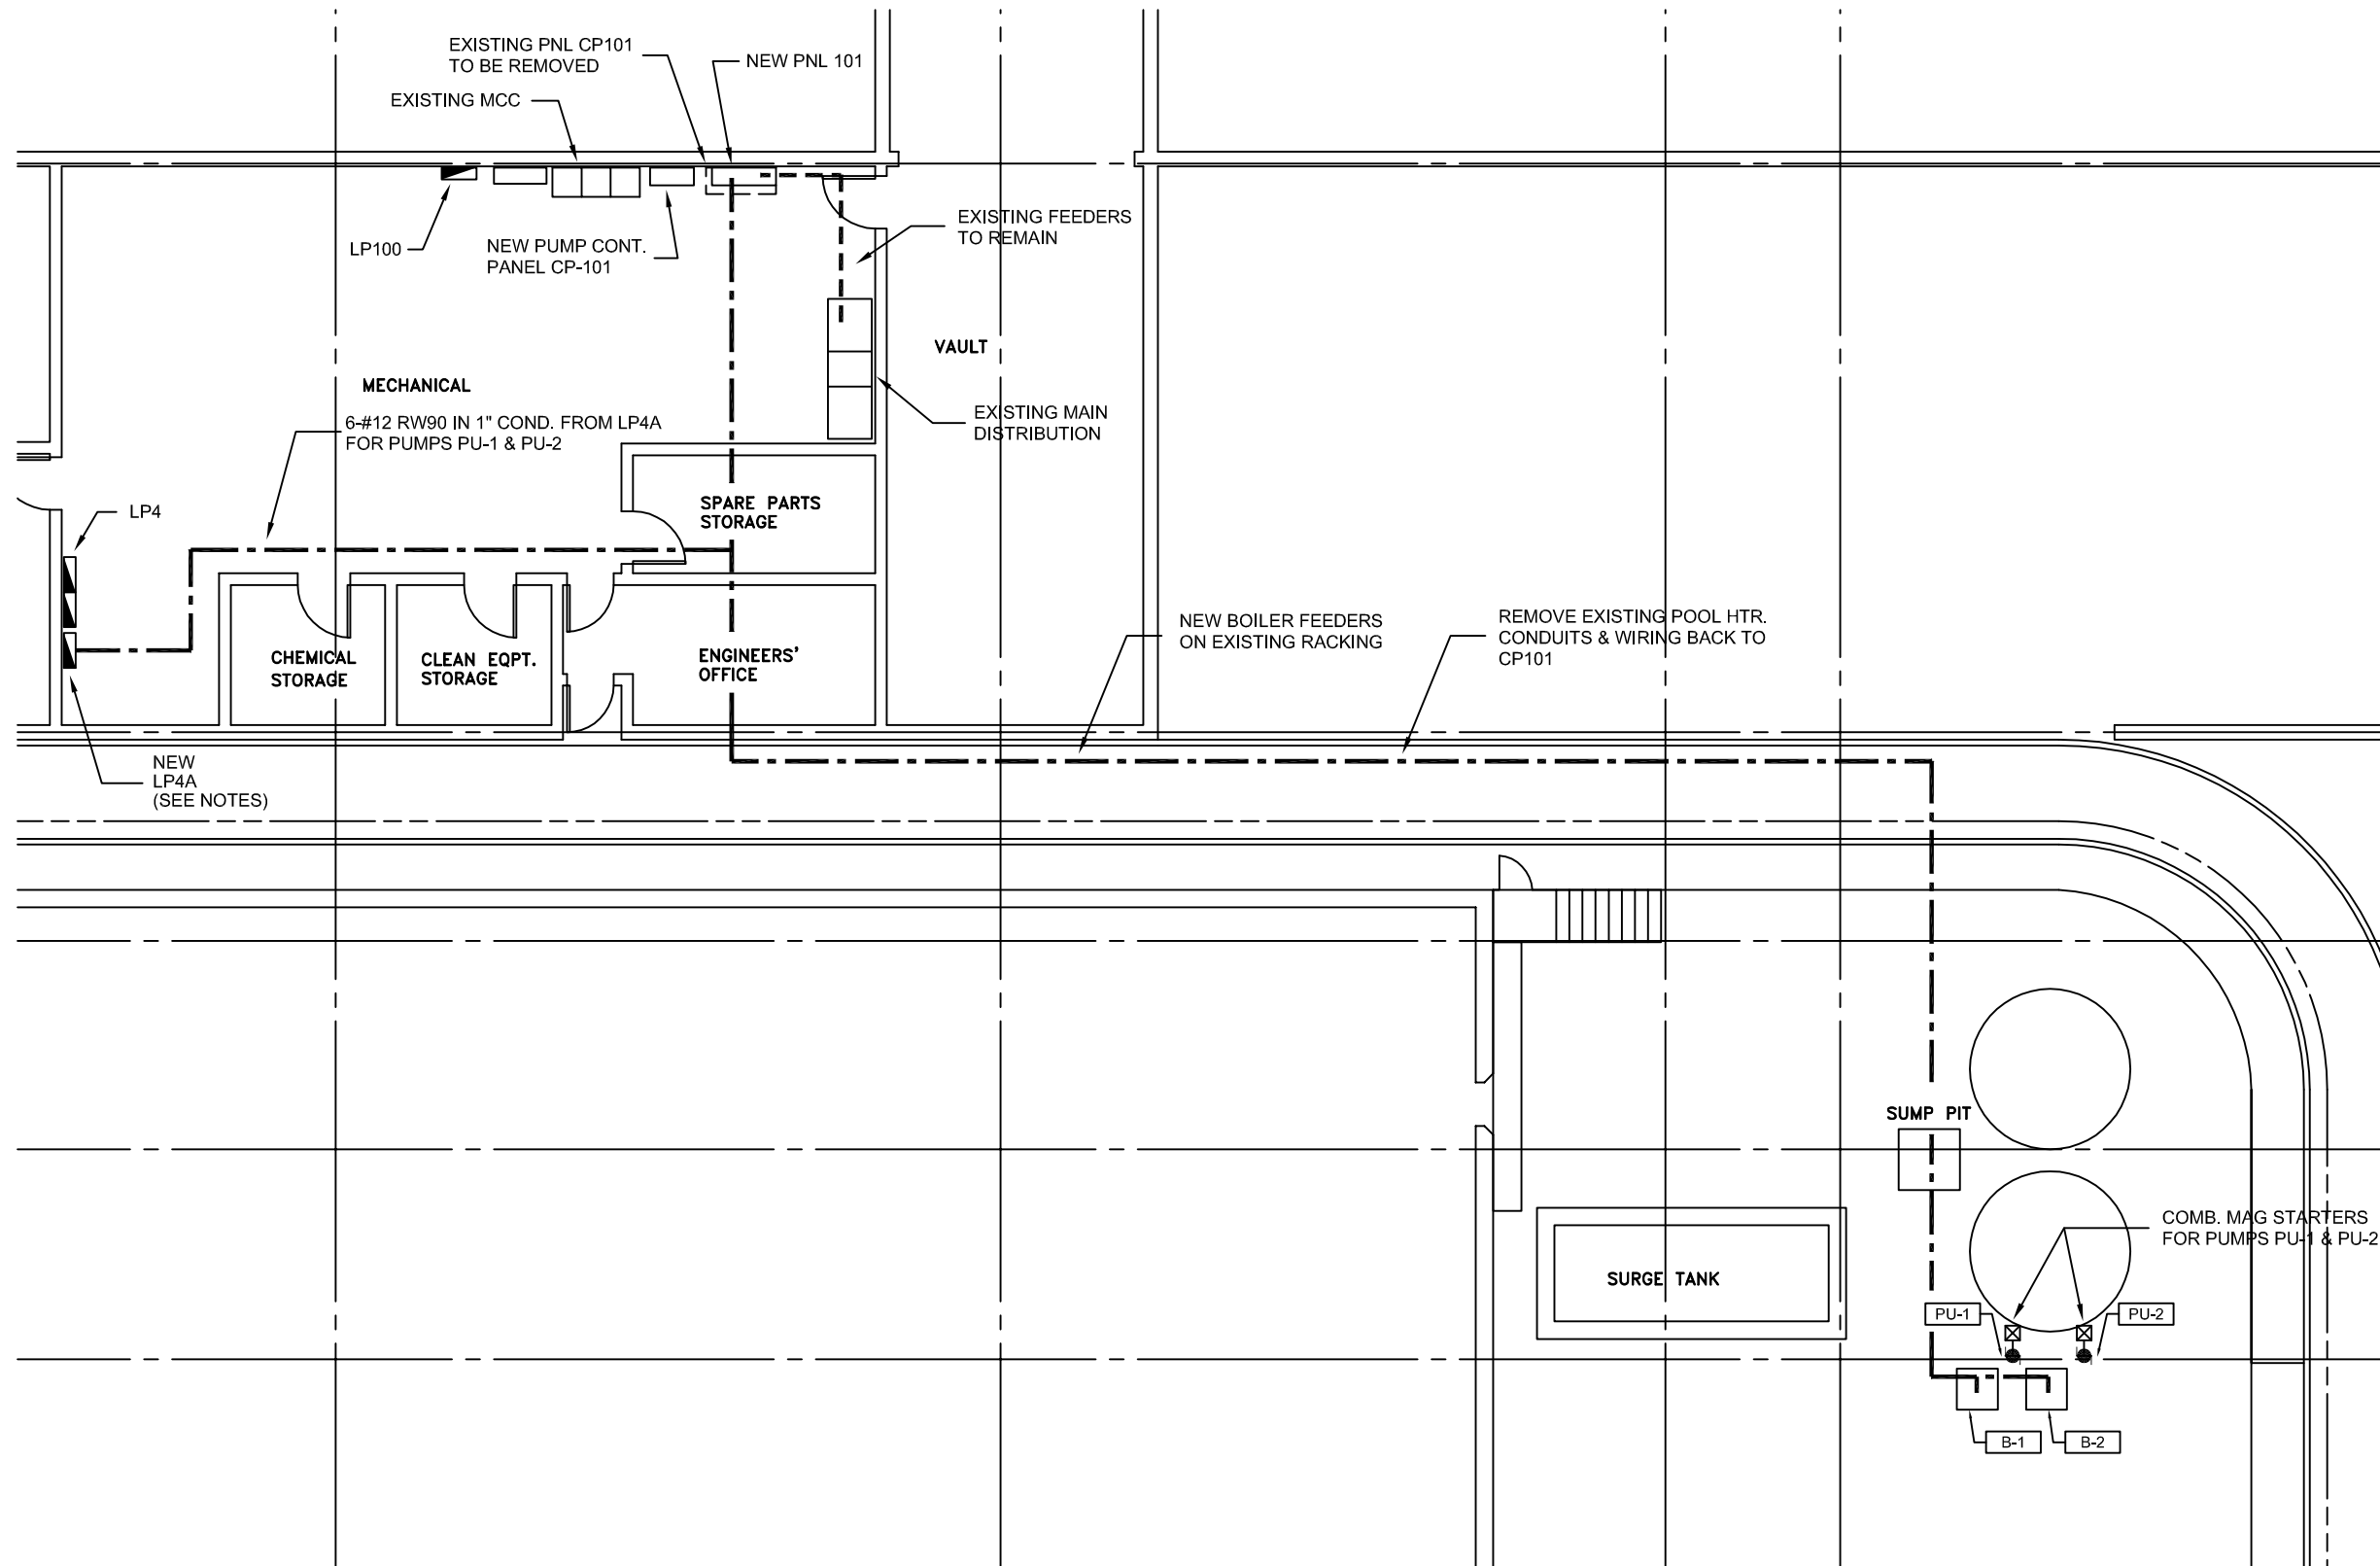 EXISTING PNL CP101
TO BE REMOVED
NEW PNL 101
EXISTING MCC
EXISTING FEEDERS
TO REMAIN
LP100
NEW PUMP CONT.
PANEL CP-101
VAULT
MECHANICAL
6-#12 RW90 IN 1" COND. FROM LP4A
FOR PUMPS PU-1 & PU-2
EXISTING MAIN
DISTRIBUTION
LP4
SPARE PARTS
STORAGE
CHEMICAL
STORAGE
CLEAN EQPT.
STORAGE
ENGINEERS'
OFFICE
NEW BOILER FEEDERS
ON EXISTING RACKING
REMOVE EXISTING POOL HTR.
CONDUITS & WIRING BACK TO
CP101
NEW
LP4A
(SEE NOTES)
SUMP PIT
COMB. MAG STARTERS
FOR PUMPS PU-1 & PU-2
SURGE TANK
PU-1
PU-2
B-1
B-2